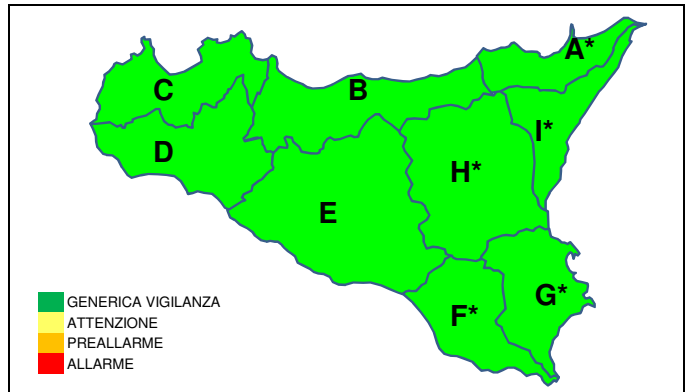 A*
C
B
I*
D
H*
E
G*
F*
GENERICA VIGILANZA
ATTENZIONE
PREALLARME
ALLARME